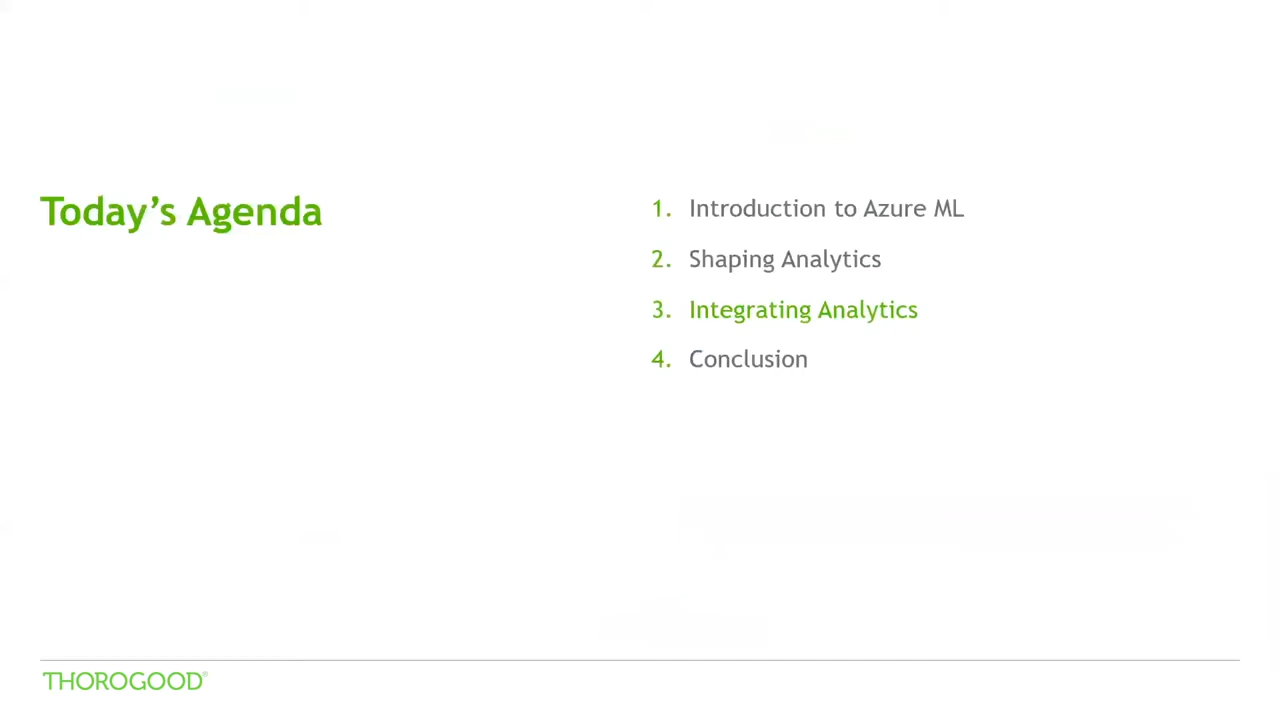 Today's Agenda
1. Introduction to Azure ML
2. Shaping Analytics
3. Integrating Analytics
4. Conclusion
THOROGOOD®